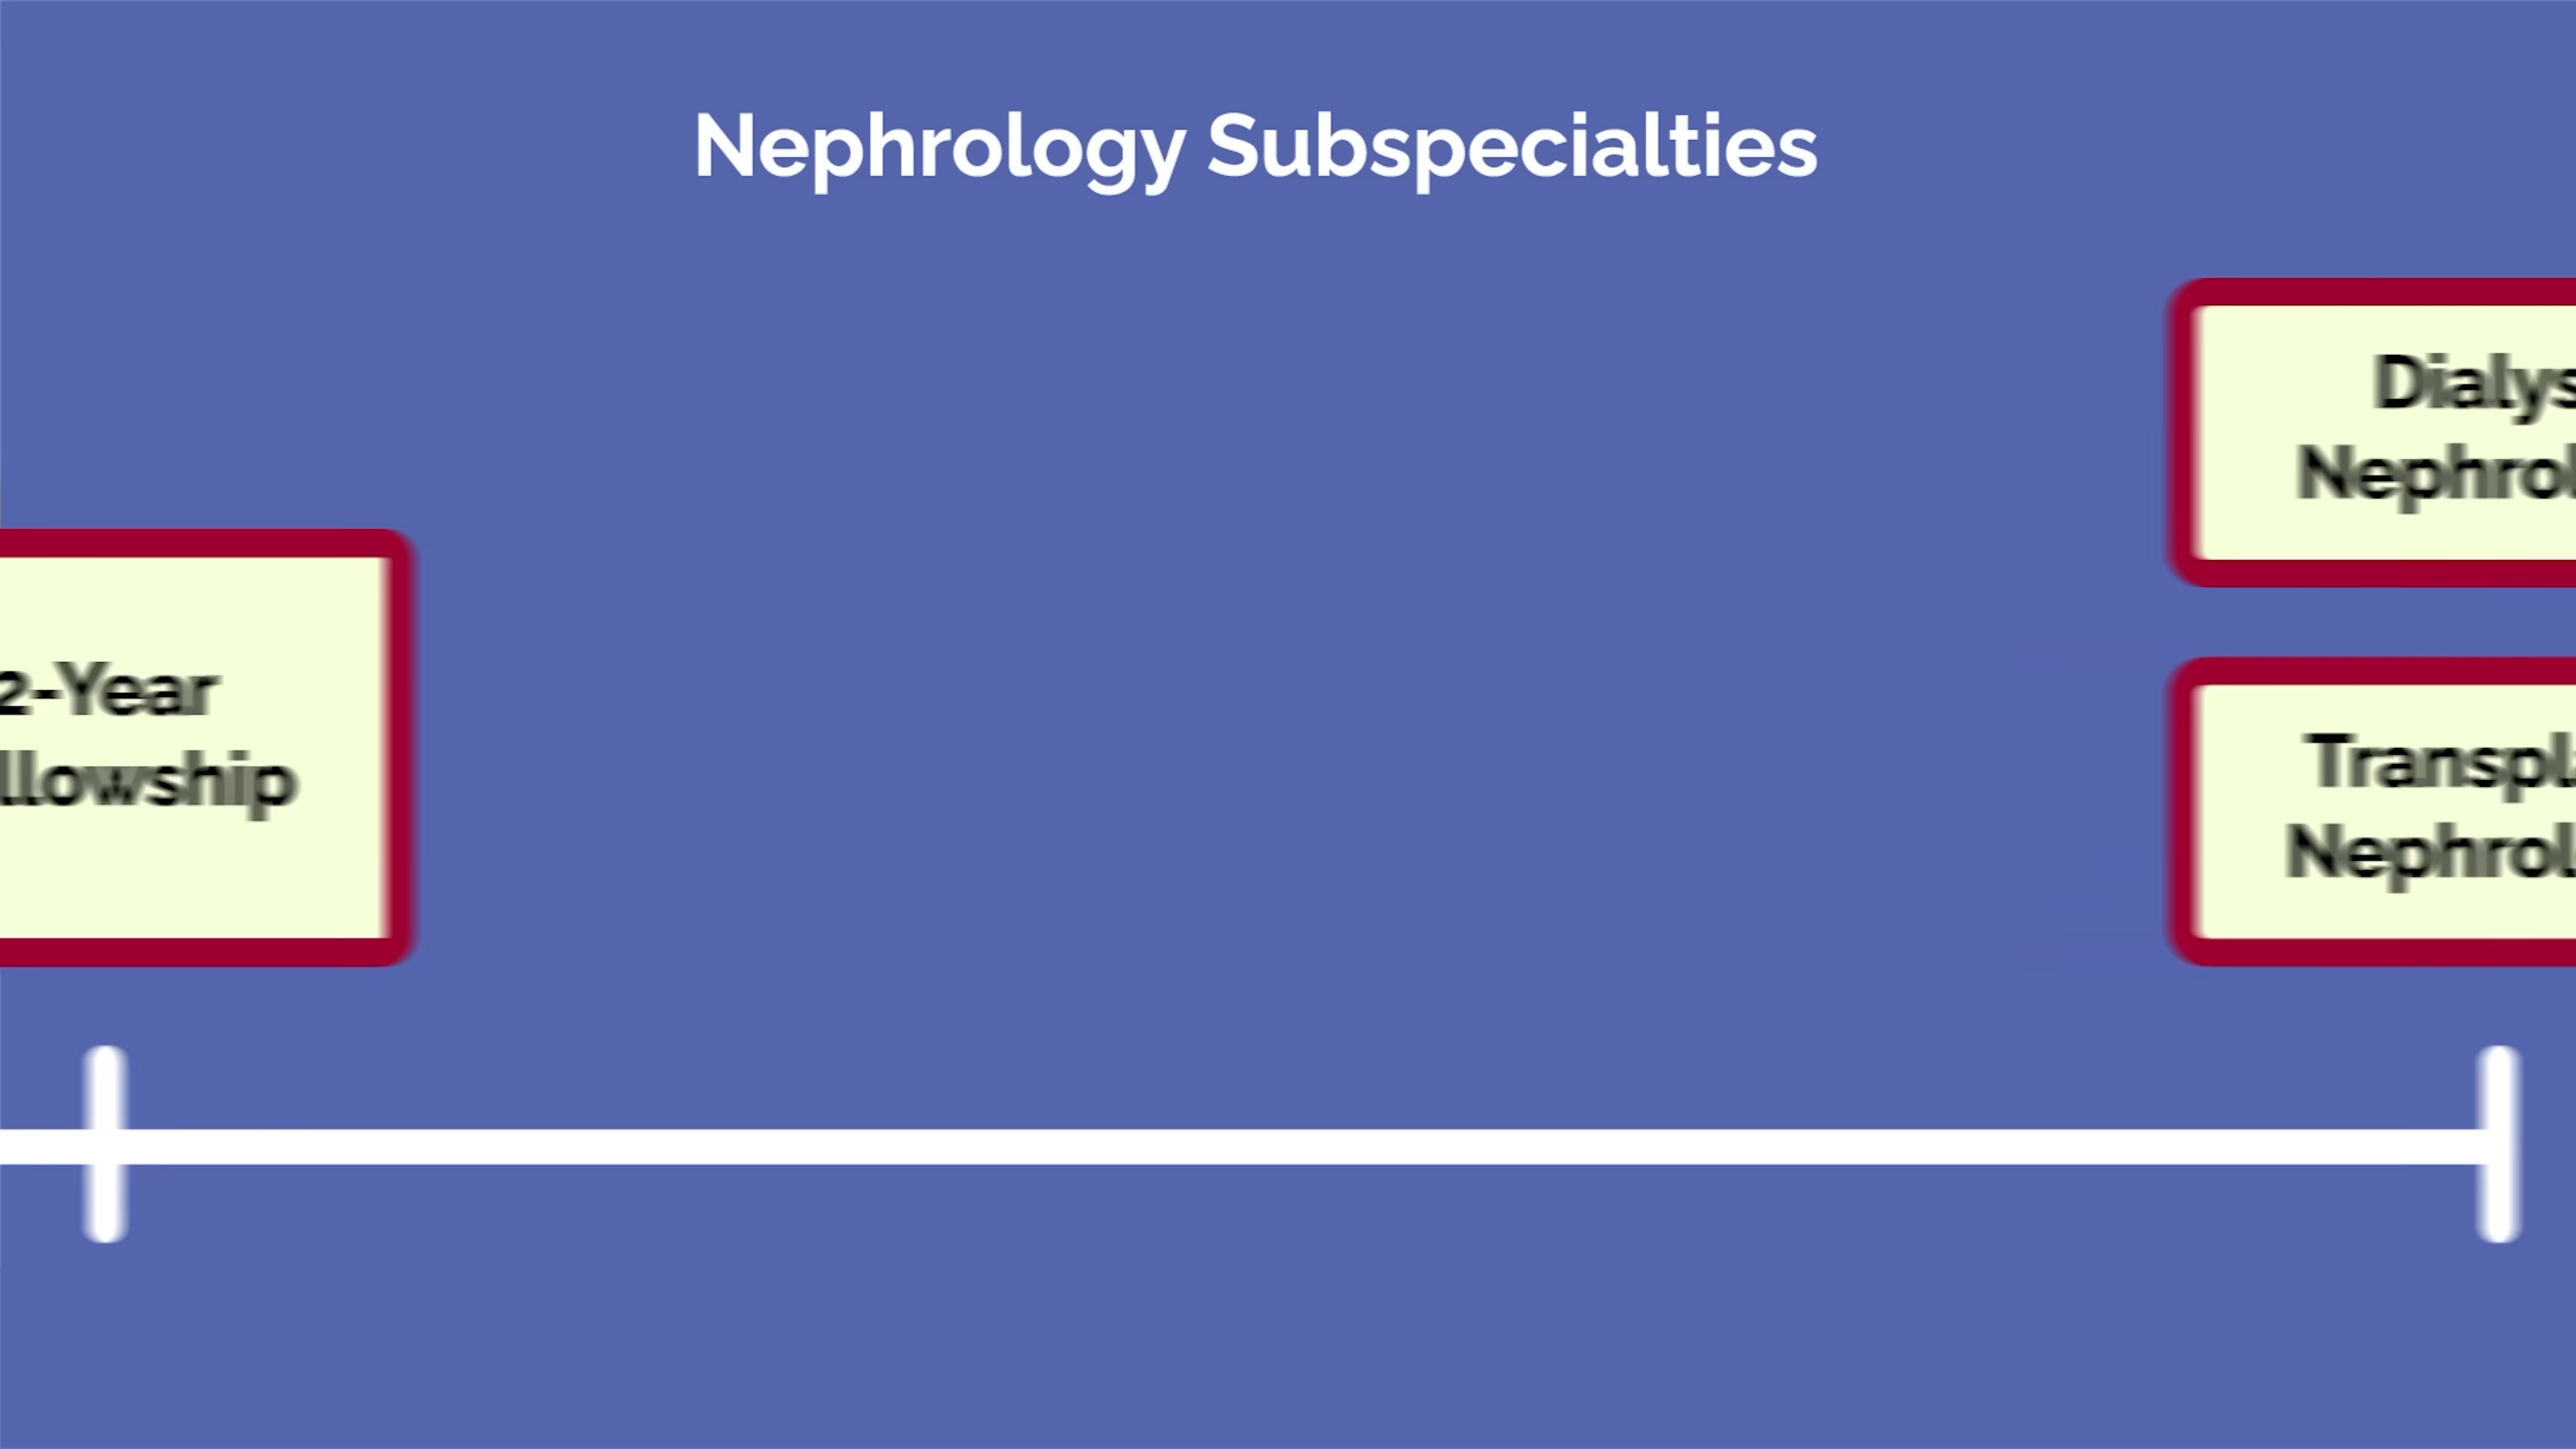 Nephrology Subspecialties
2-Year
llowship
Dialys
Nephrol
Transpl
Nephrol